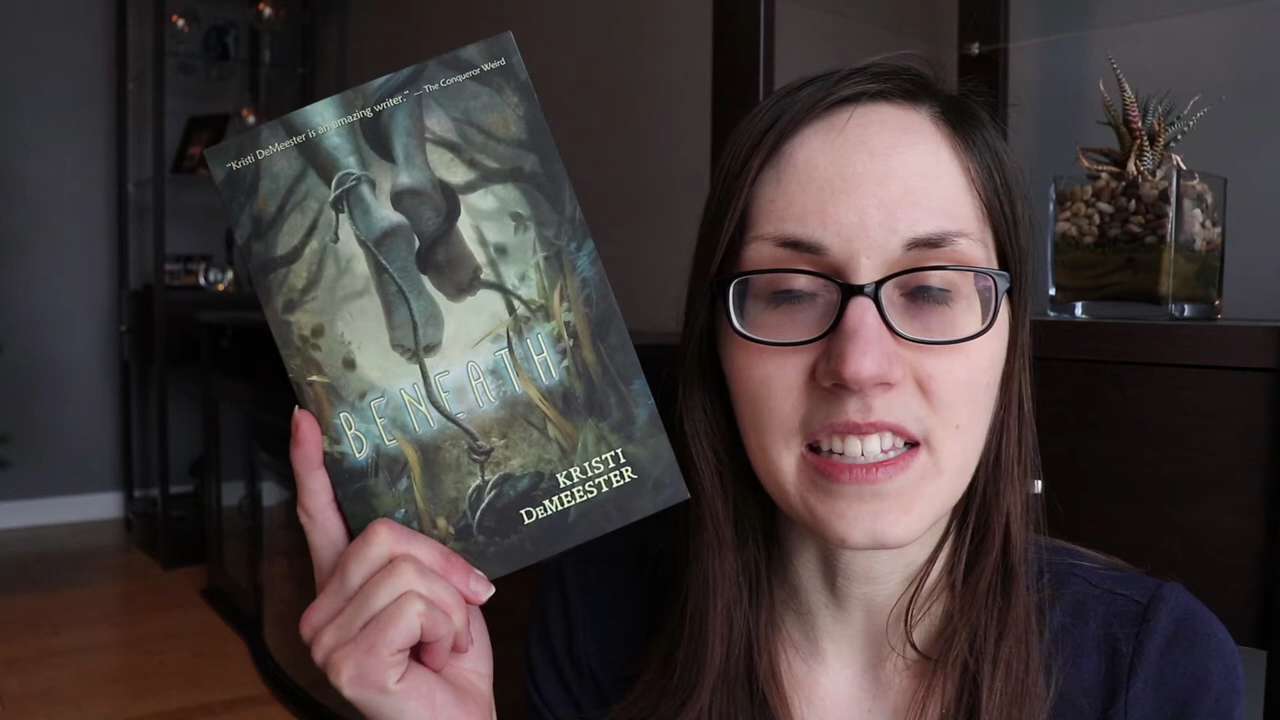 “Kristi DeMeester is an amazing writer.” — The Conqueror Weird
BENEATH
KRISTI
DEMEESTER